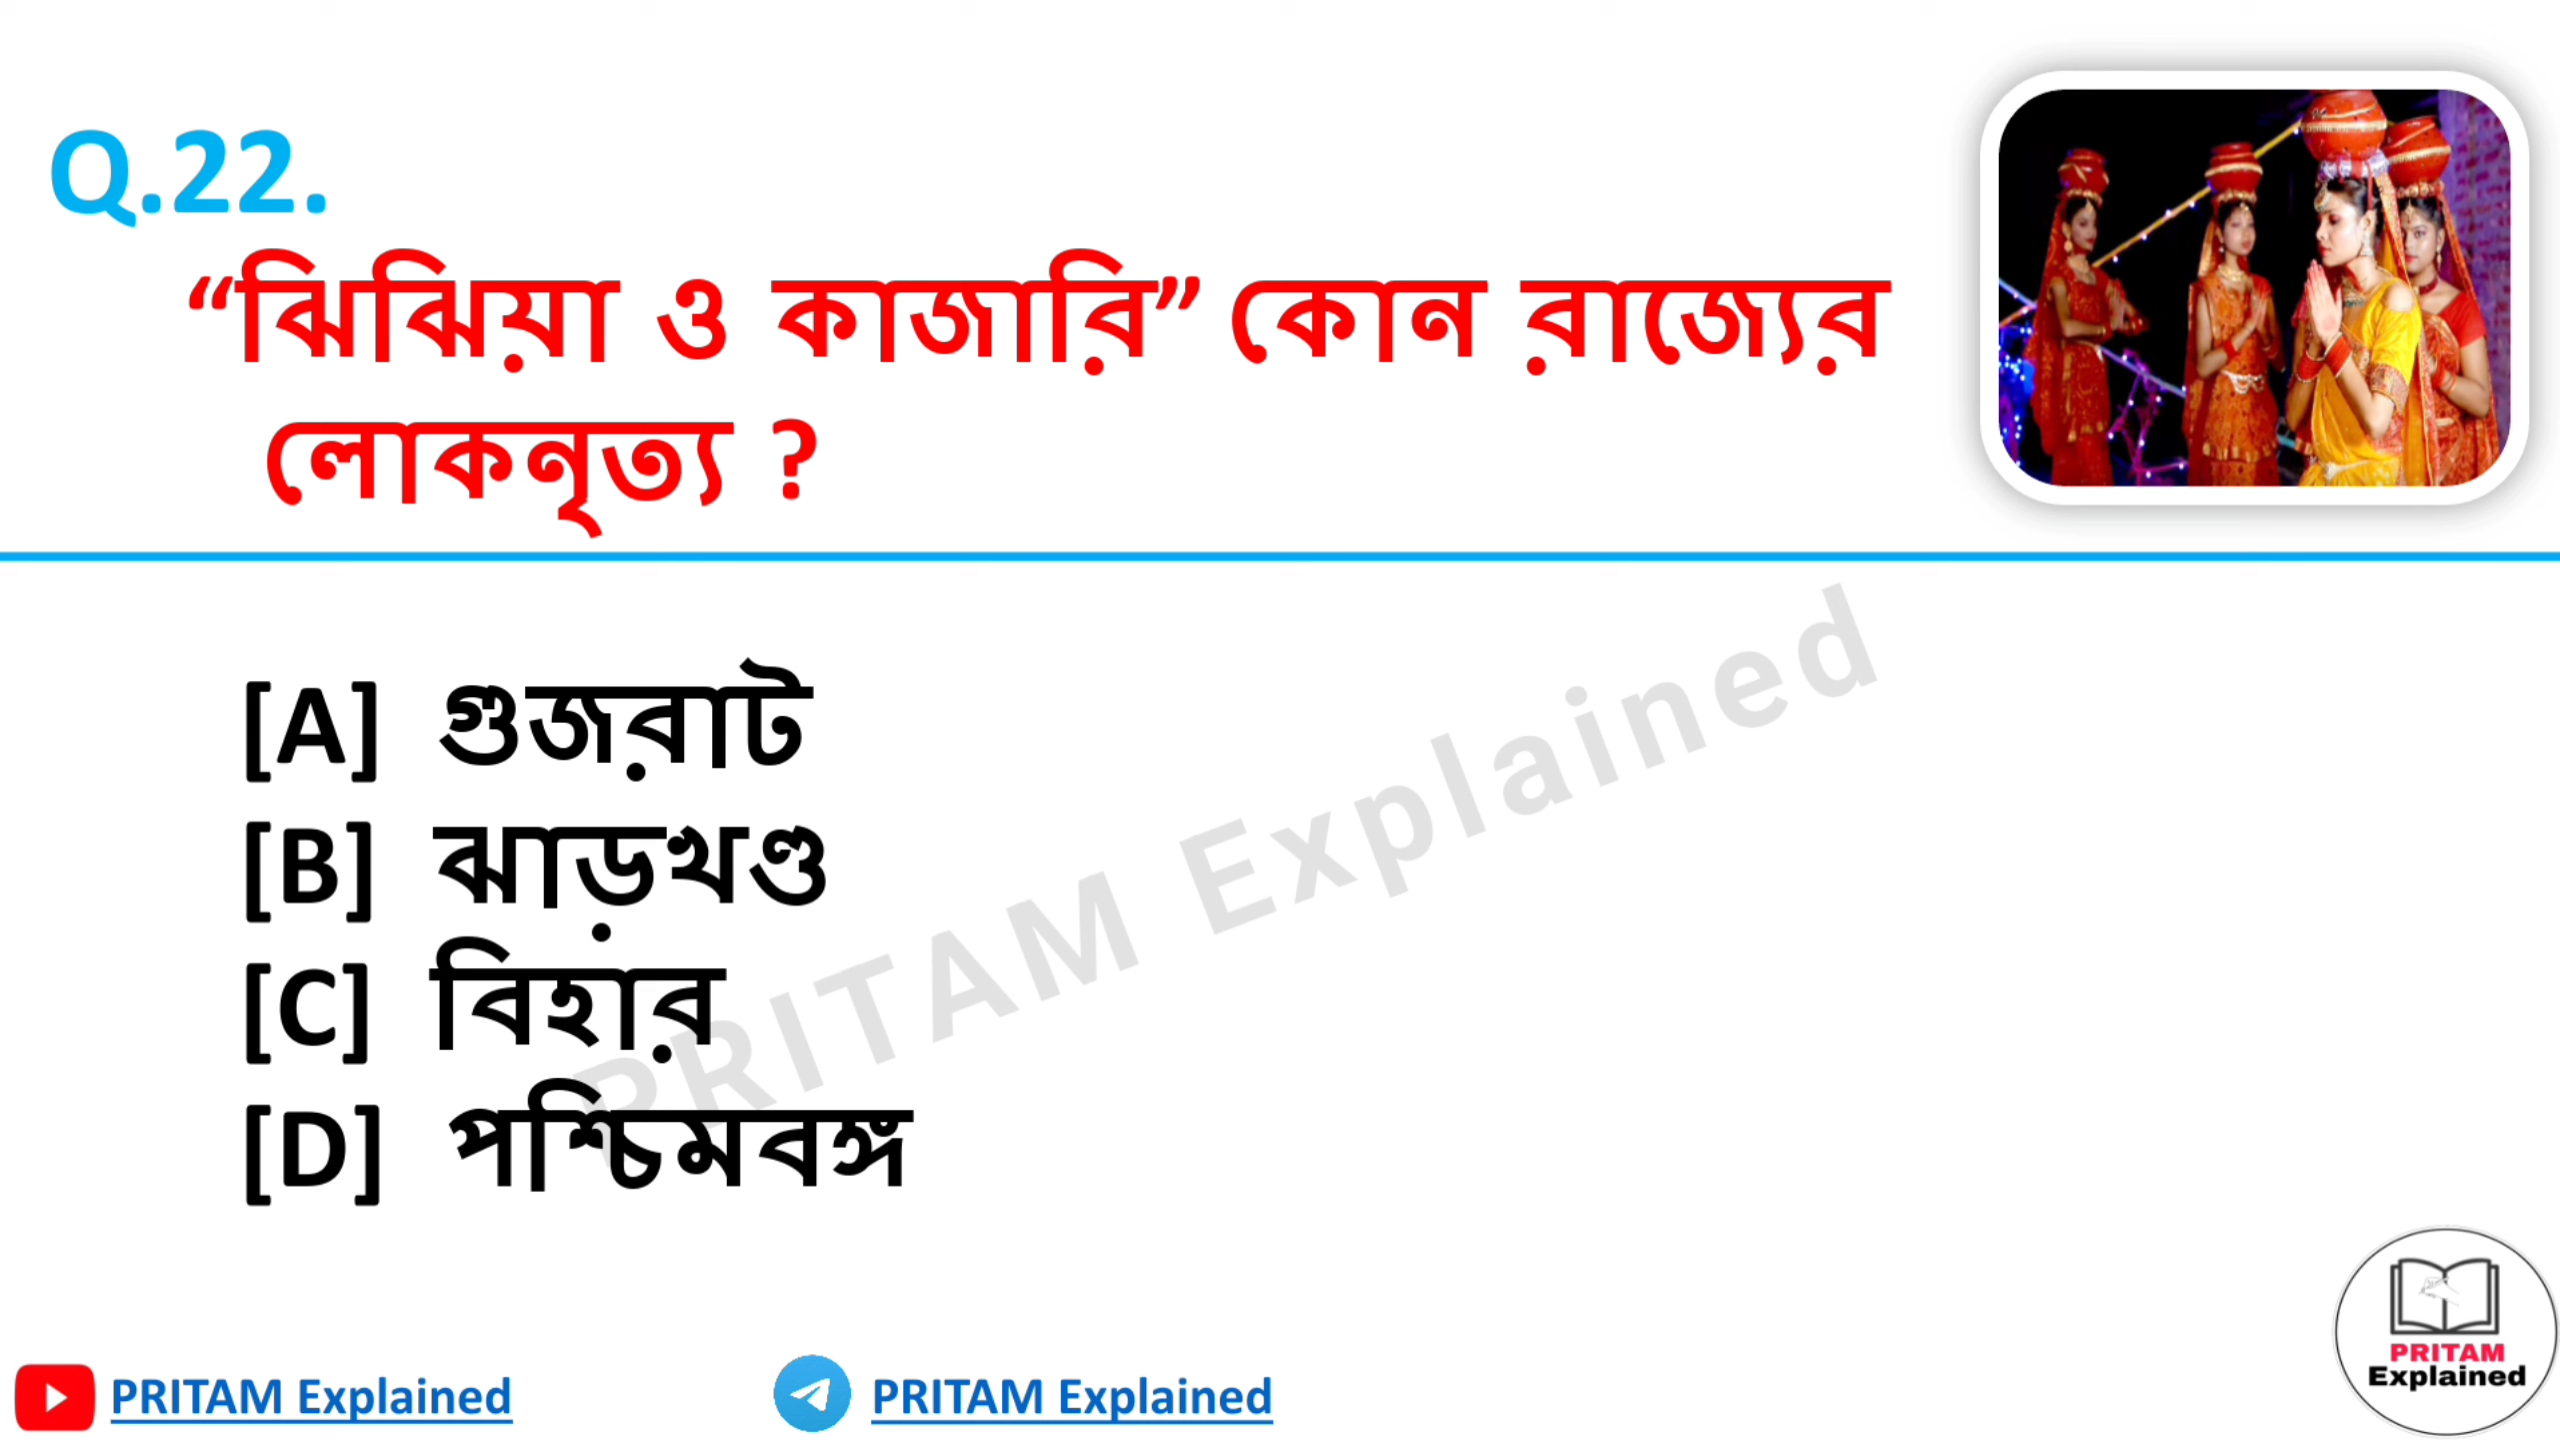 Q.22.
“ঝিঝিয়া ও কাজারি” কোন রাজ্যের
লোকনৃত্য ?
[A] গুজরাট
[B] ঝাড়খণ্ড
[C] বিহার
[D] পশ্চিমবঙ্গ
PRITAM Explained
PRITAM Explained
PRITAM Explained
PRITAM
Explained